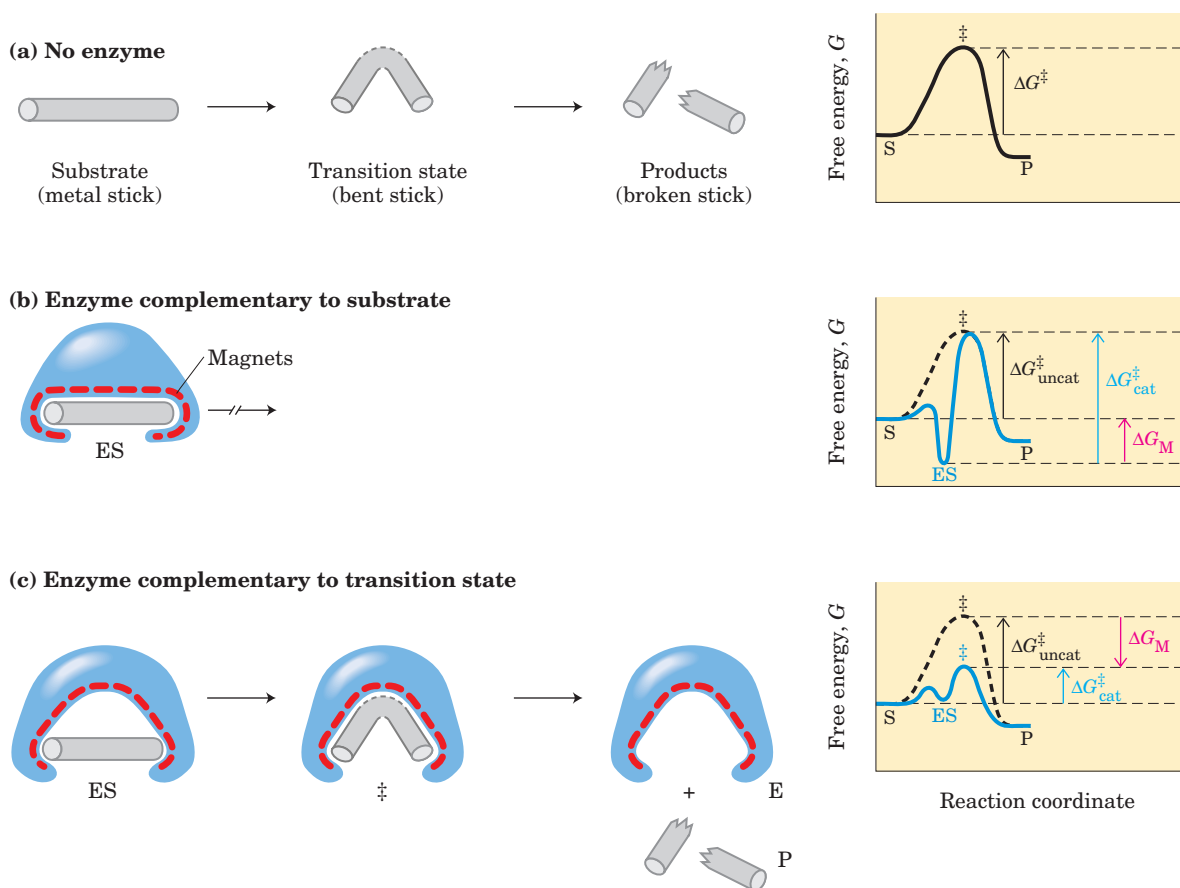 (a) No enzyme
Substrate
(metal stick)
Transition state
(bent stick)
Products
(broken stick)
Free energy, G
‡
ΔG‡
S
P
(b) Enzyme complementary to substrate
Magnets
ES
Free energy, G
‡
ΔG‡uncat
ΔG‡cat
ΔGM
S
P
ES
(c) Enzyme complementary to transition state
ES
‡
+
E
P
Free energy, G
‡
ΔG‡uncat
ΔGM
‡
ΔG‡cat
S
ES
P
Reaction coordinate